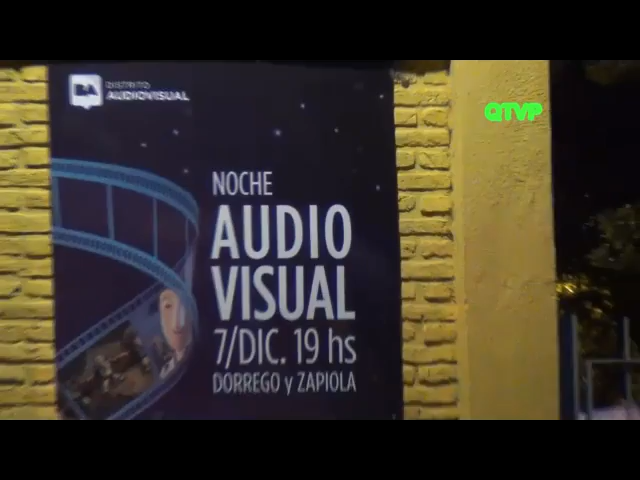 BA DISTRITO
AUDIOVISUAL
QTVP
NOCHE
AUDIO
VISUAL
7/DIC. 19 hs
DORREGO y ZAPIOLA